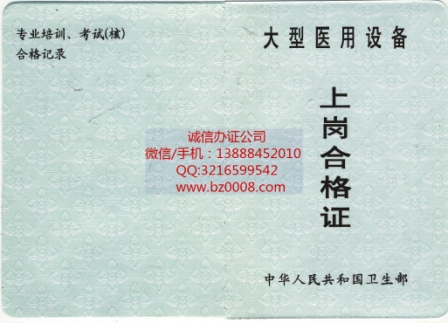 专业培训、考试(核)
合格记录
大型医用设备
上岗合格证
诚信办证公司
微信/手机：13888452010
QQ:3216599542
www.bz0008.com
中华人民共和国卫生部